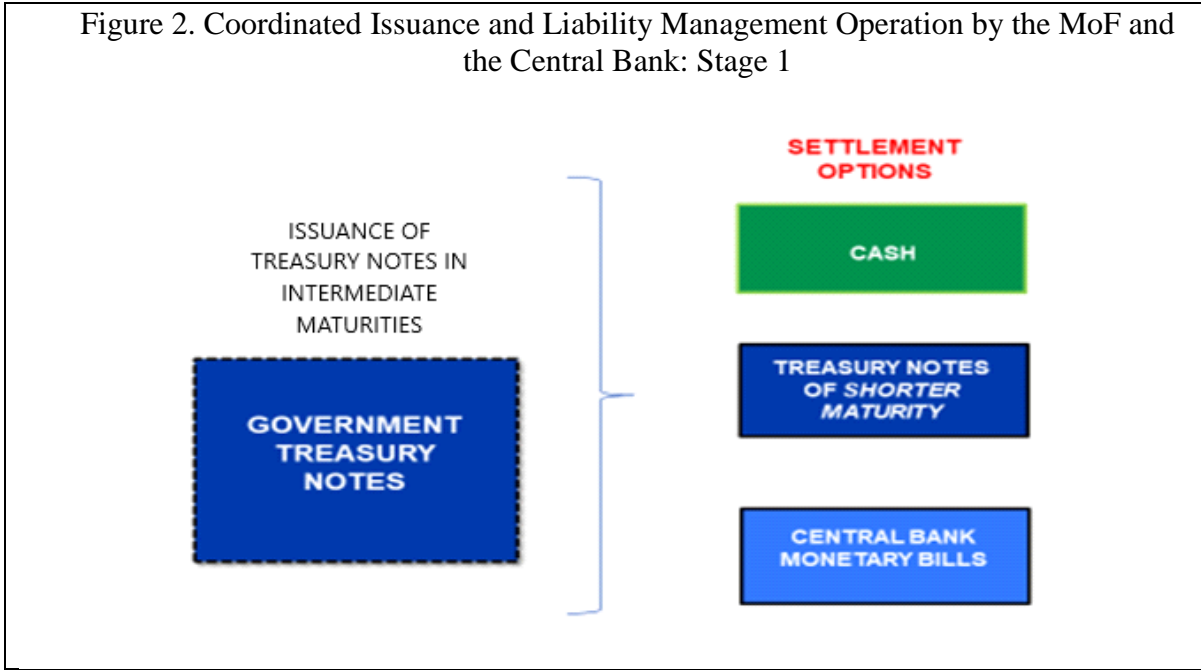 Figure 2. Coordinated Issuance and Liability Management Operation by the MoF and
the Central Bank: Stage 1
ISSUANCE OF
TREASURY NOTES IN
INTERMEDIATE
MATURITIES
GOVERNMENT
TREASURY
NOTES
SETTLEMENT
OPTIONS
CASH
TREASURY NOTES
OF SHORTER
MATURITY
CENTRAL BANK
MONETARY BILLS